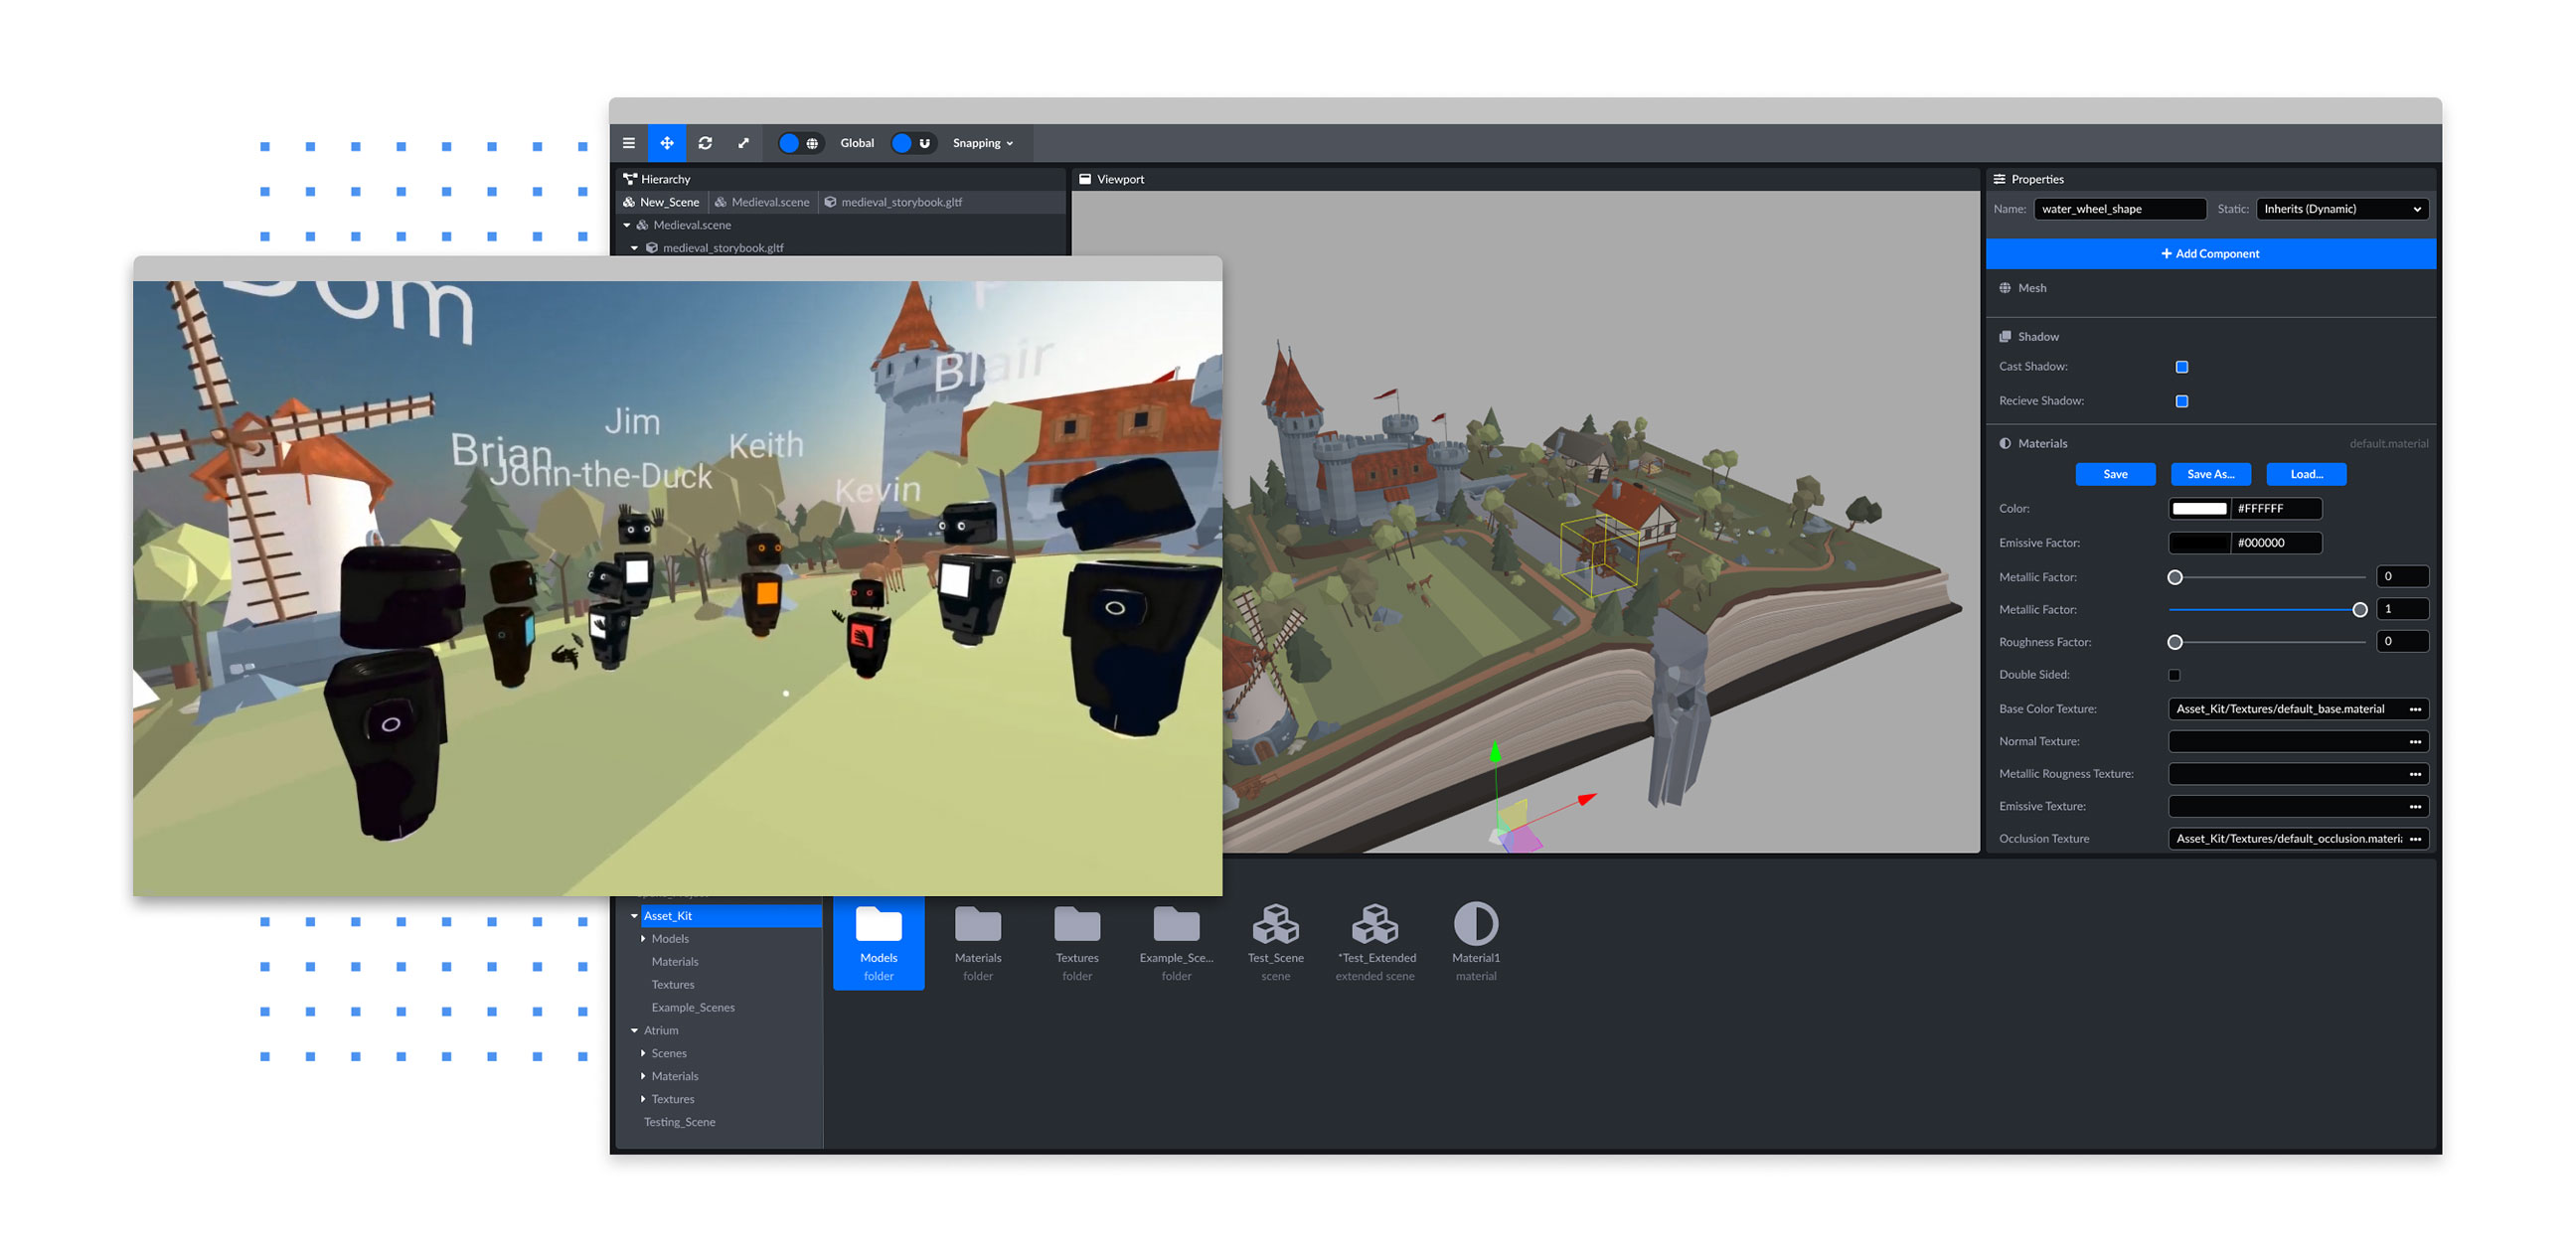 Global
Snapping
Hierarchy
New_Scene
Medieval.scene
medieval_storybook.gltf
Medieval.scene
medieval_storybook.gltf
Viewport
Properties
Name:
water_wheel_shape
Static:
Inherits (Dynamic)
+ Add Component
Mesh
Shadow
Cast Shadow:
Recieve Shadow:
Materials
default.material
Save
Save As...
Load...
Color:
#FFFFFF
Emissive Factor:
#000000
Metallic Factor:
0
Metallic Factor:
1
Roughness Factor:
0
Double Sided:
Base Color Texture:
Asset_Kit/Textures/default_base.material
Normal Texture:
Metallic Rougness Texture:
Emissive Texture:
Occlusion Texture
Asset_Kit/Textures/default_occlusion.materi
Blair
Jim
Brian
Keith
John-the-Duck
Kevin
Asset_Kit
Models
Materials
Textures
Example_Scenes
Atrium
Scenes
Materials
Textures
Testing_Scene
Models
folder
Materials
folder
Textures
folder
Example_Sce...
folder
Test_Scene
scene
*Test_Extended
extended scene
Material1
material